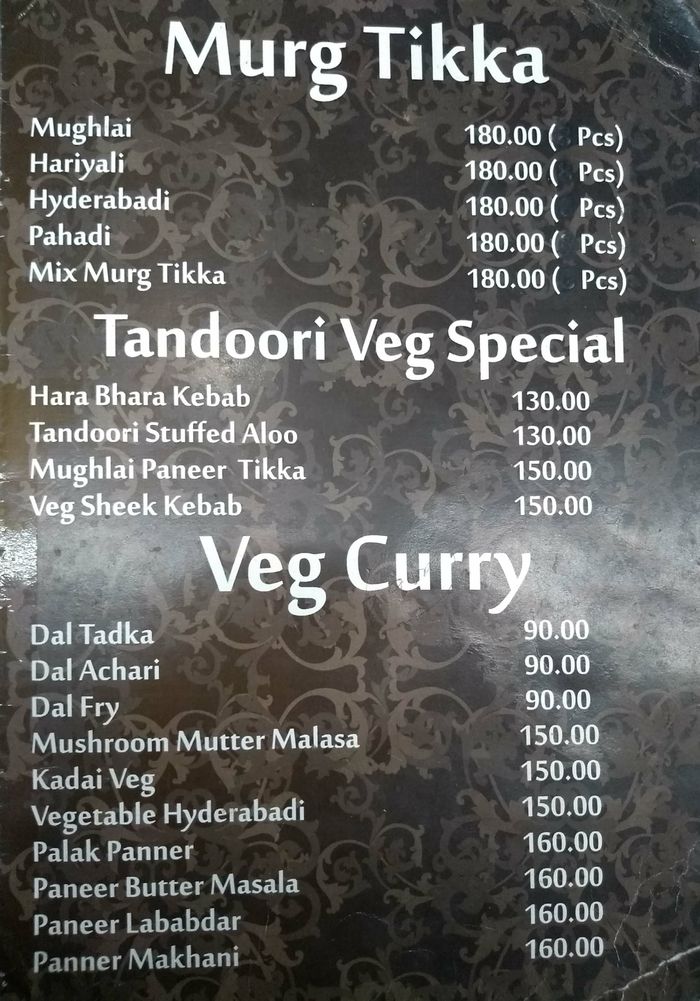 Murg Tikka
Mughlai 180.00 ( Pcs)
Hariyali 180.00 ( Pcs)
Hyderabadi 180.00 ( Pcs)
Pahadi 180.00 ( Pcs)
Mix Murg Tikka 180.00 ( Pcs)
Tandoori Veg Special
Hara Bhara Kebab 130.00
Tandoori Stuffed Aloo 130.00
Mughlai Paneer Tikka 150.00
Veg Sheek Kebab 150.00
Veg Curry
Dal Tadka 90.00
Dal Achari 90.00
Dal Fry 90.00
Mushroom Mutter Malasa 150.00
Kadai Veg 150.00
Vegetable Hyderabadi 150.00
Palak Panner 160.00
Paneer Butter Masala 160.00
Paneer Lababdar 160.00
Panner Makhani 160.00